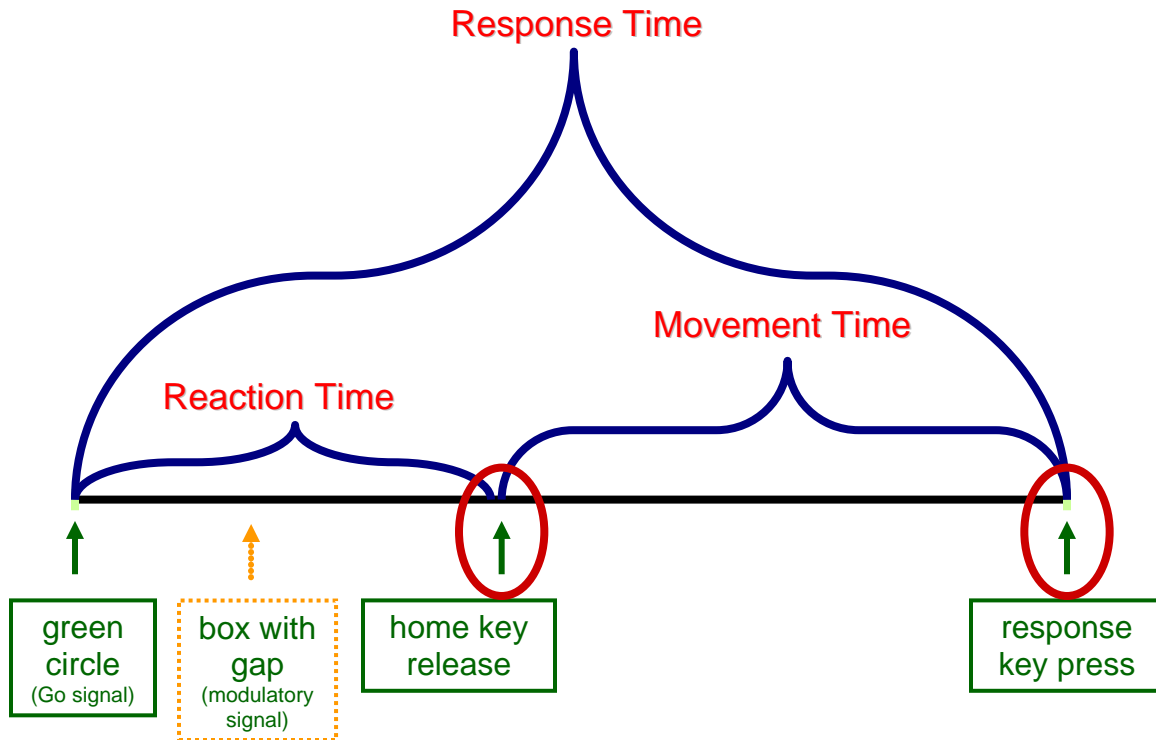 Response Time
Movement Time
Reaction Time
green
circle
(Go signal)
box with
gap
(modulatory
signal)
home key
release
response
key press